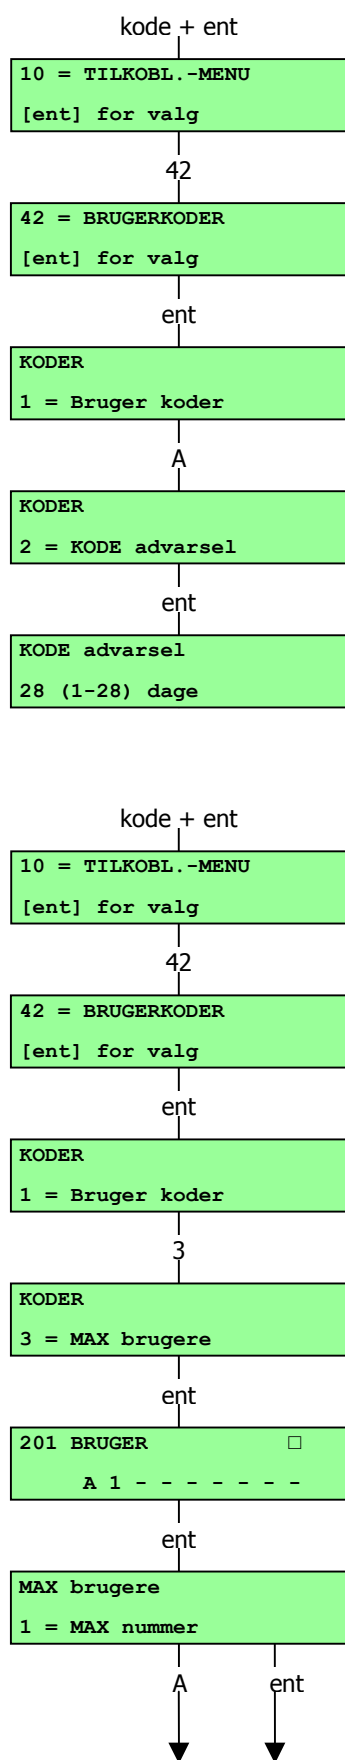 kode + ent
10 = TILKOBL.-MENU
[ent] for valg
42
42 = BRUGERKODER
[ent] for valg
ent
KODER
1 = Bruger koder
A
KODER
2 = KODE advarsel
ent
KODE advarsel
28 (1-28) dage
kode + ent
10 = TILKOBL.-MENU
[ent] for valg
42
42 = BRUGERKODER
[ent] for valg
ent
KODER
1 = Bruger koder
3
KODER
3 = MAX brugere
ent
201 BRUGER □
A 1 - - - - - - -
ent
MAX brugere
1 = MAX nummer
A ent